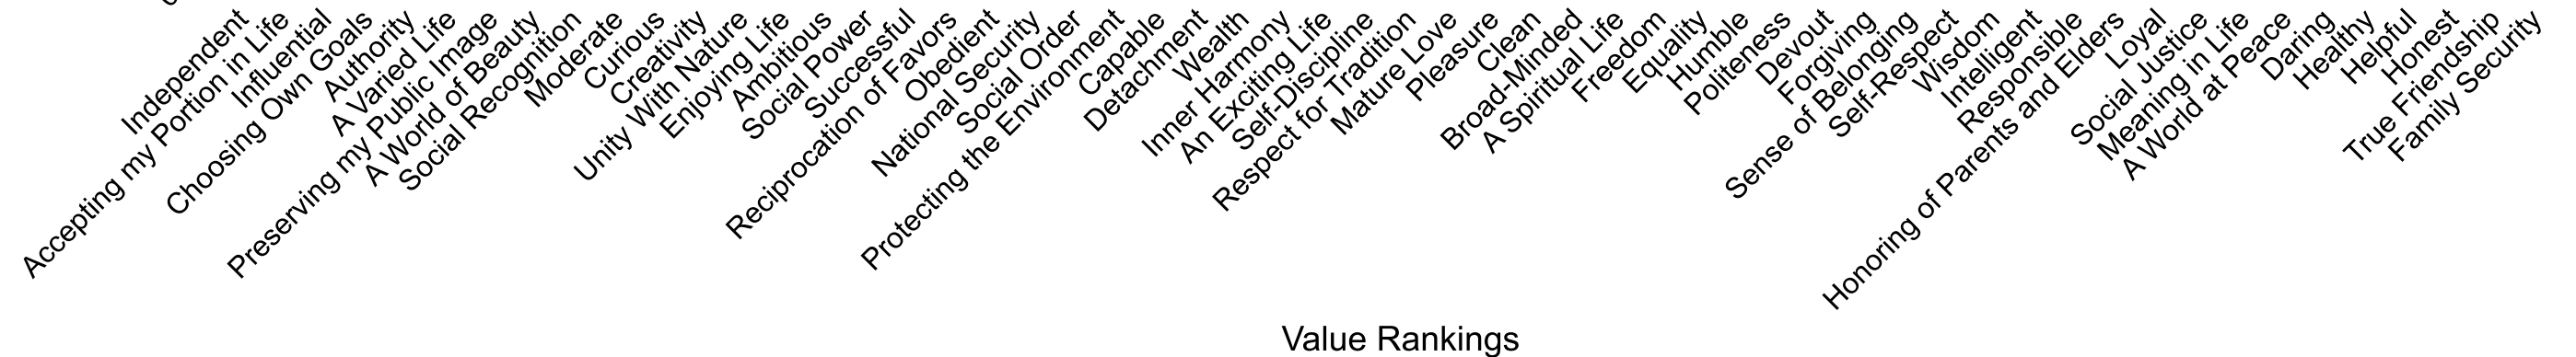 Independent
Accepting my Portion in Life
Influential
Choosing Own Goals
Authority
A Varied Life
Preserving my Public Image
A World of Beauty
Social Recognition
Moderate
Curious
Creativity
Unity With Nature
Enjoying Life
Ambitious
Social Power
Successful
Reciprocation of Favors
Obedient
National Security
Social Order
Protecting the Environment
Capable
Detachment
Wealth
Inner Harmony
An Exciting Life
Self-Discipline
Respect for Tradition
Mature Love
Pleasure
Clean
Broad-Minded
A Spiritual Life
Freedom
Equality
Humble
Politeness
Devout
Forgiving
Sense of Belonging
Self-Respect
Wisdom
Intelligent
Responsible
Honoring of Parents and Elders
Loyal
Social Justice
Meaning in Life
A World at Peace
Daring
Healthy
Helpful
Honest
True Friendship
Family Security
Value Rankings